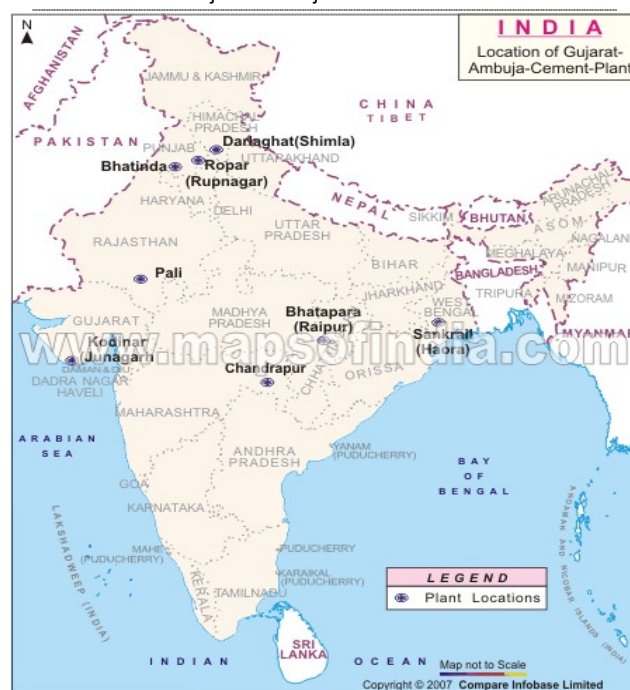 N
INDIA
Location of Gujarat-
Ambuja-Cement-Plant
AFGHANISTAN
JAMMU & KASHMIR
CHINA
TIBET
HIMACHAL
PRADESH
PAKISTAN
PUNJAB
Darlaghat(Shimla)
UTTARAKHAND
Bhatinda
Ropar
(Rupnagar)
HARYANA
DELHI
NEPAL
SIKKIM
BHUTAN
ARUNACHAL
PRADESH
ASOM
NAGALAND
RAJASTHAN
UTTAR
PRADESH
BIHAR
MEGHALAYA
MANIPUR
BANGLADESH
Pali
JHARKHAND
TRIPURA
MIZORAM
GUJARAT
MADHYA
PRADESH
Bhatapara
(Raipur)
WEST
BENGAL
MYANMAR
Kodinar
Junagarh
Sankrail
(Haora)
www.mapsofindia.com
DAMAN & DIU
DADRA NAGAR
HAVELI
Chandrapur
ORISSA
MAHARASHTRA
ARABIAN
SEA
ANDHRA
PRADESH
YANAM
(PUDUCHERRY)
BAY
OF
BENGAL
GOA
KARNATAKA
LAKSHADWEEP (INDIA)
ANDAMAN AND NICOBAR ISLANDS (INDIA)
MAHE
(PUDUCHERRY)
PUDUCHERRY
KARAIKAL
(PUDUCHERRY)
KERALA
TAMILNADU
LEGEND
Plant Locations
SRI
LANKA
INDIAN OCEAN
Map not to Scale
Copyright © 2007 Compare Infobase Limited